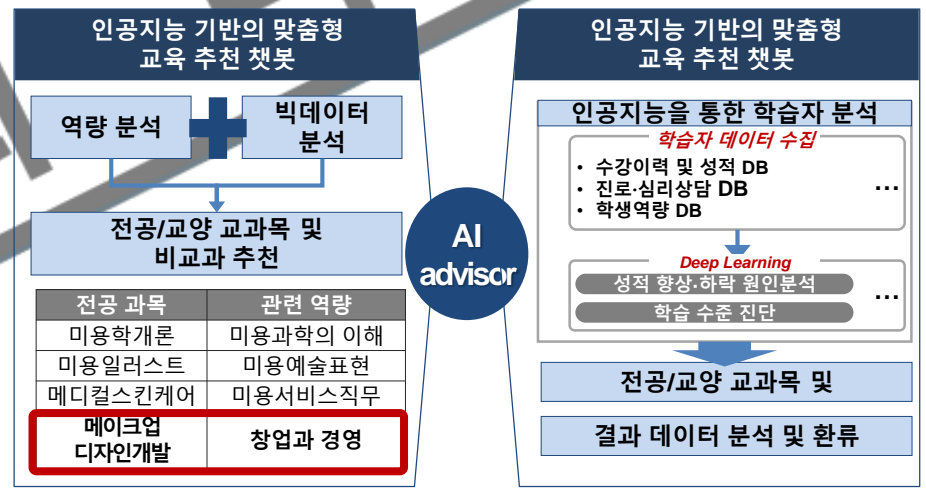 인공지능 기반의 맞춤형
교육 추천 챗봇
역량 분석
빅데이터
분석
전공/교양 교과목 및
비교과 추천
전공 과목 관련 역량
미용학개론 미용과학의 이해
미용일러스트 미용예술표현
메디컬스킨케어 미용서비스직무
메이크업
디자인개발
창업과 경영
AI
advisor
인공지능 기반의 맞춤형
교육 추천 챗봇
인공지능을 통한 학습자 분석
학습자 데이터 수집
• 수강이력 및 성적 DB
• 진로·심리상담 DB
• 학생역량 DB
...
Deep Learning
성적 향상·하락 원인분석
학습 수준 진단
...
전공/교양 교과목 및
결과 데이터 분석 및 환류